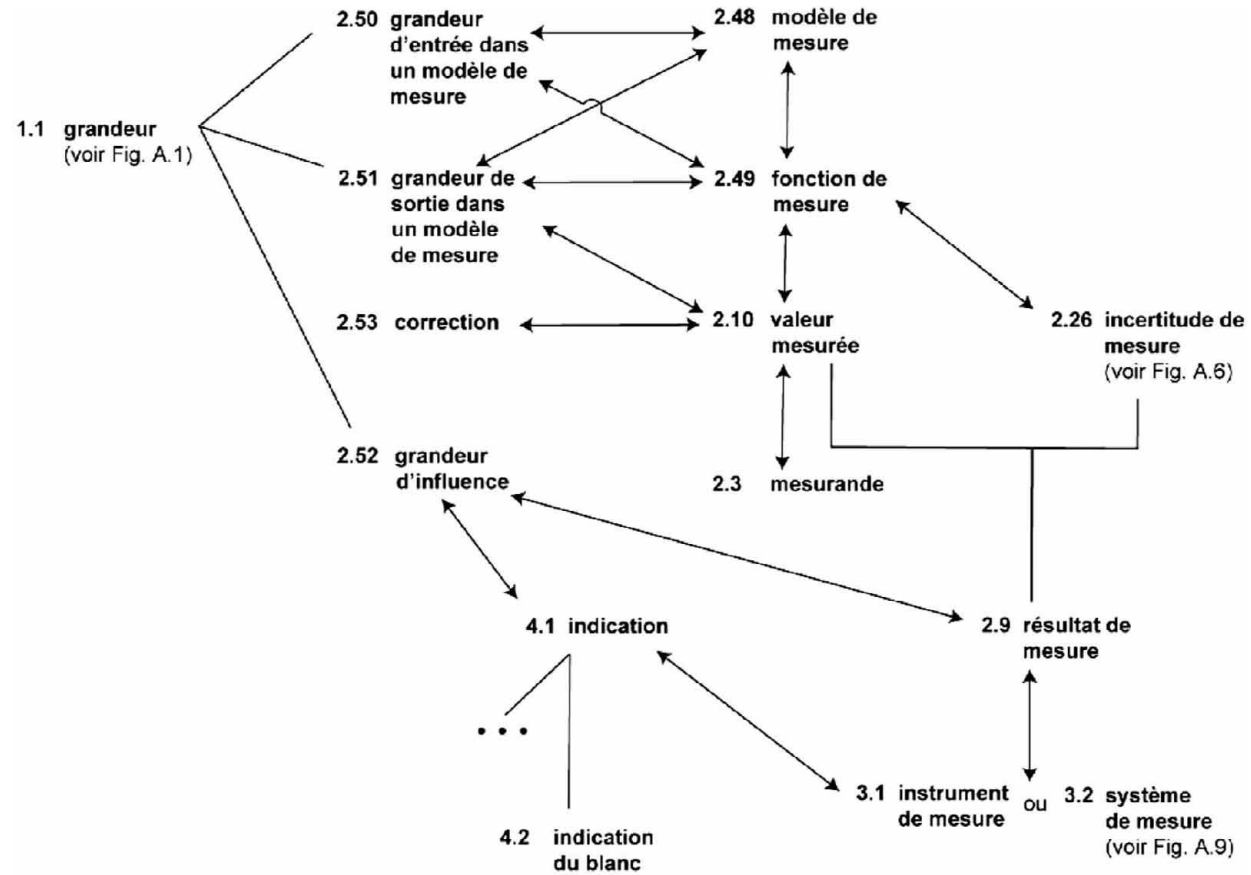 2.50 grandeur
d'entrée dans
un modèle de
mesure
2.48 modèle de
mesure
1.1 grandeur
(voir Fig. A.1)
2.51 grandeur de
sortie dans
un modèle
de mesure
2.49 fonction de
mesure
2.53 correction
2.10 valeur
mesurée
2.26 incertitude de
mesure
(voir Fig. A.6)
2.52 grandeur
d'influence
2.3 mesurande
4.1 indication
2.9 résultat de
mesure
• • •
3.1 instrument
de mesure
ou
3.2 système
de mesure
(voir Fig. A.9)
4.2 indication
du blanc